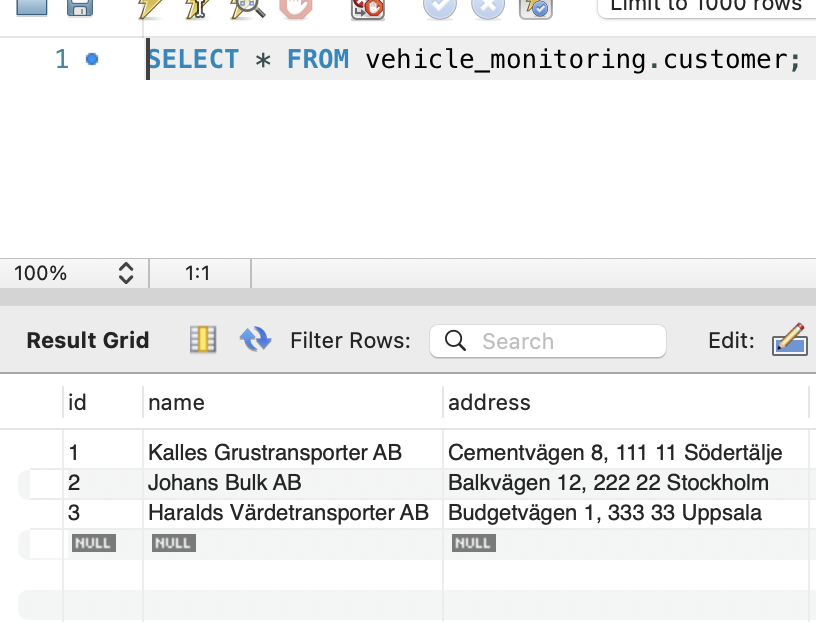 Limit to 1000 rows
1 SELECT * FROM vehicle_monitoring.customer;
100% 1:1
Result Grid Filter Rows: Search Edit:
id name address
1 Kalles Grustransporter AB Cementvägen 8, 111 11 Södertälje
2 Johans Bulk AB Balkvägen 12, 222 22 Stockholm
3 Haralds Värdetransporter AB Budgetvägen 1, 333 33 Uppsala
NULL NULL NULL